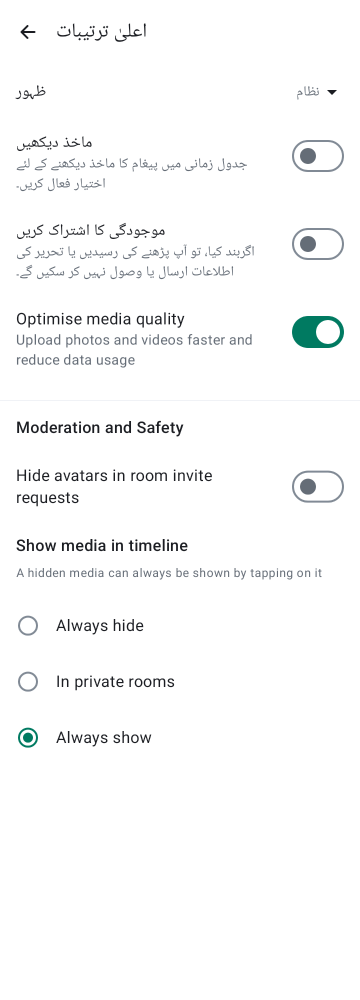 اعلیٰ ترتیبات
ظہور
نظام
ماخذ دیکھیں
جدول زمانی میں پیغام کا ماخذ دیکھنے کے لئے
اختیار فعال کریں۔
موجودگی کا اشتراک کریں
اگربند کیا، تو آپ پڑھنے کی رسیدیں یا تحریر کی
اطلاعات ارسال یا وصول نہیں کر سکیں گے۔
Optimise media quality
Upload photos and videos faster and
reduce data usage
Moderation and Safety
Hide avatars in room invite
requests
Show media in timeline
A hidden media can always be shown by tapping on it
Always hide
In private rooms
Always show